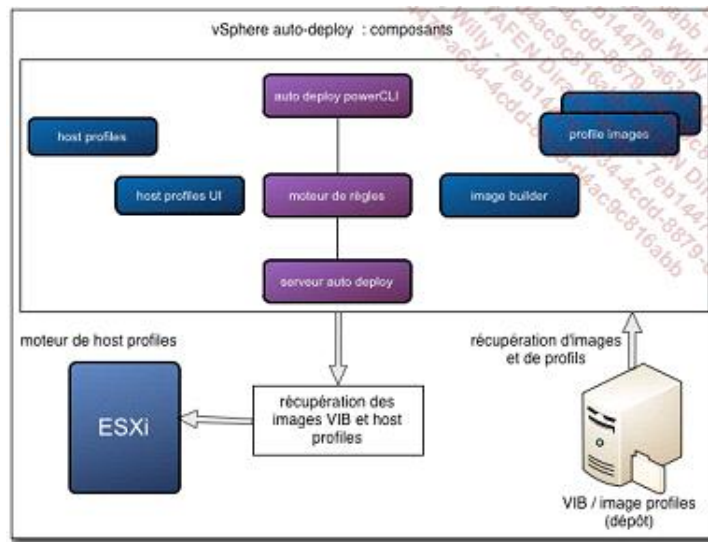 vSphere auto-deploy : composants
auto deploy powerCLI
host profiles
profile images
host profiles UI
moteur de règles
image builder
serveur auto deploy
moteur de host profiles
récupération d'images
et de profils
ESXi
récupération des
images VIB et host
profiles
VIB / image profiles
(dépôt)